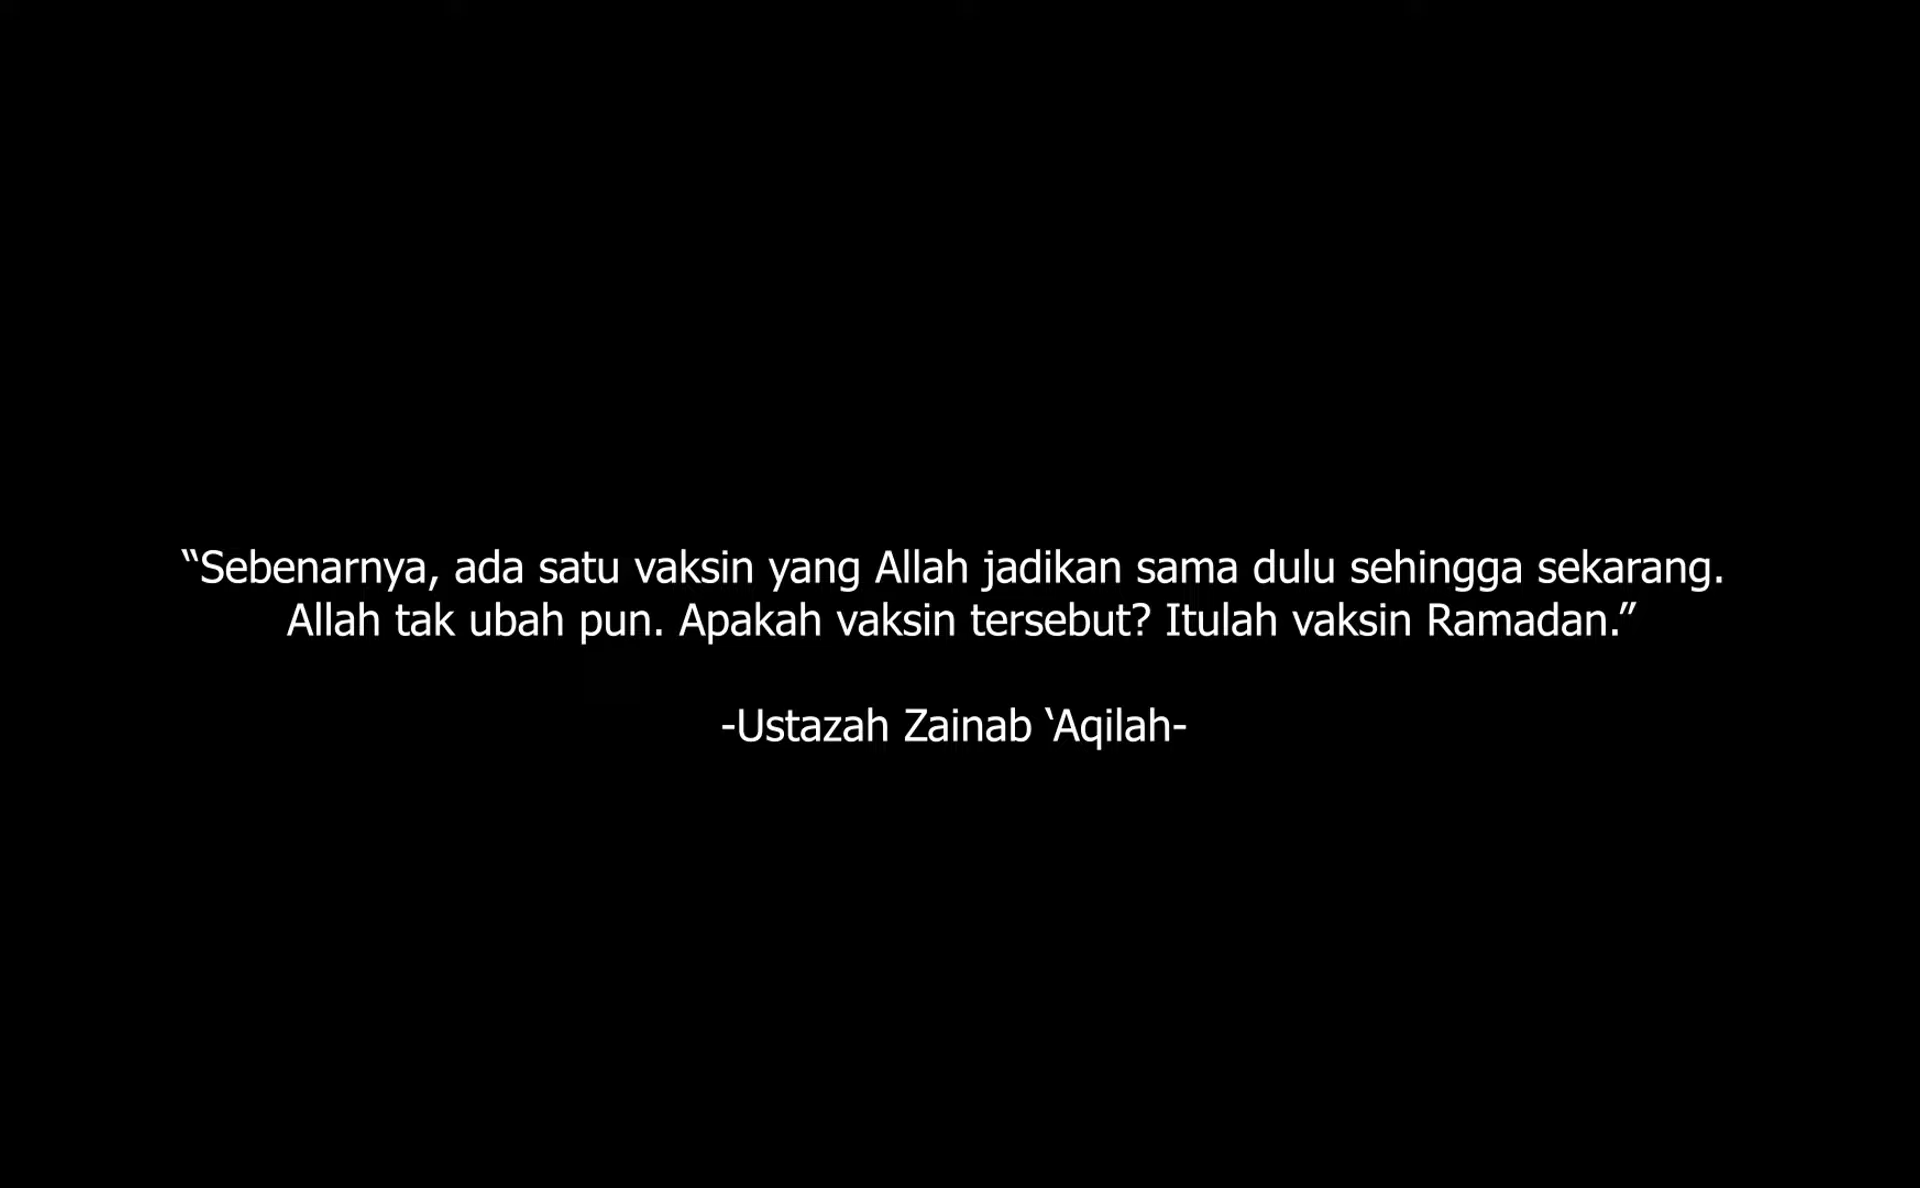 “Sebenarnya, ada satu vaksin yang Allah jadikan sama dulu sehingga sekarang.
Allah tak ubah pun. Apakah vaksin tersebut? Itulah vaksin Ramadan.”
-Ustazah Zainab ‘Aqilah-